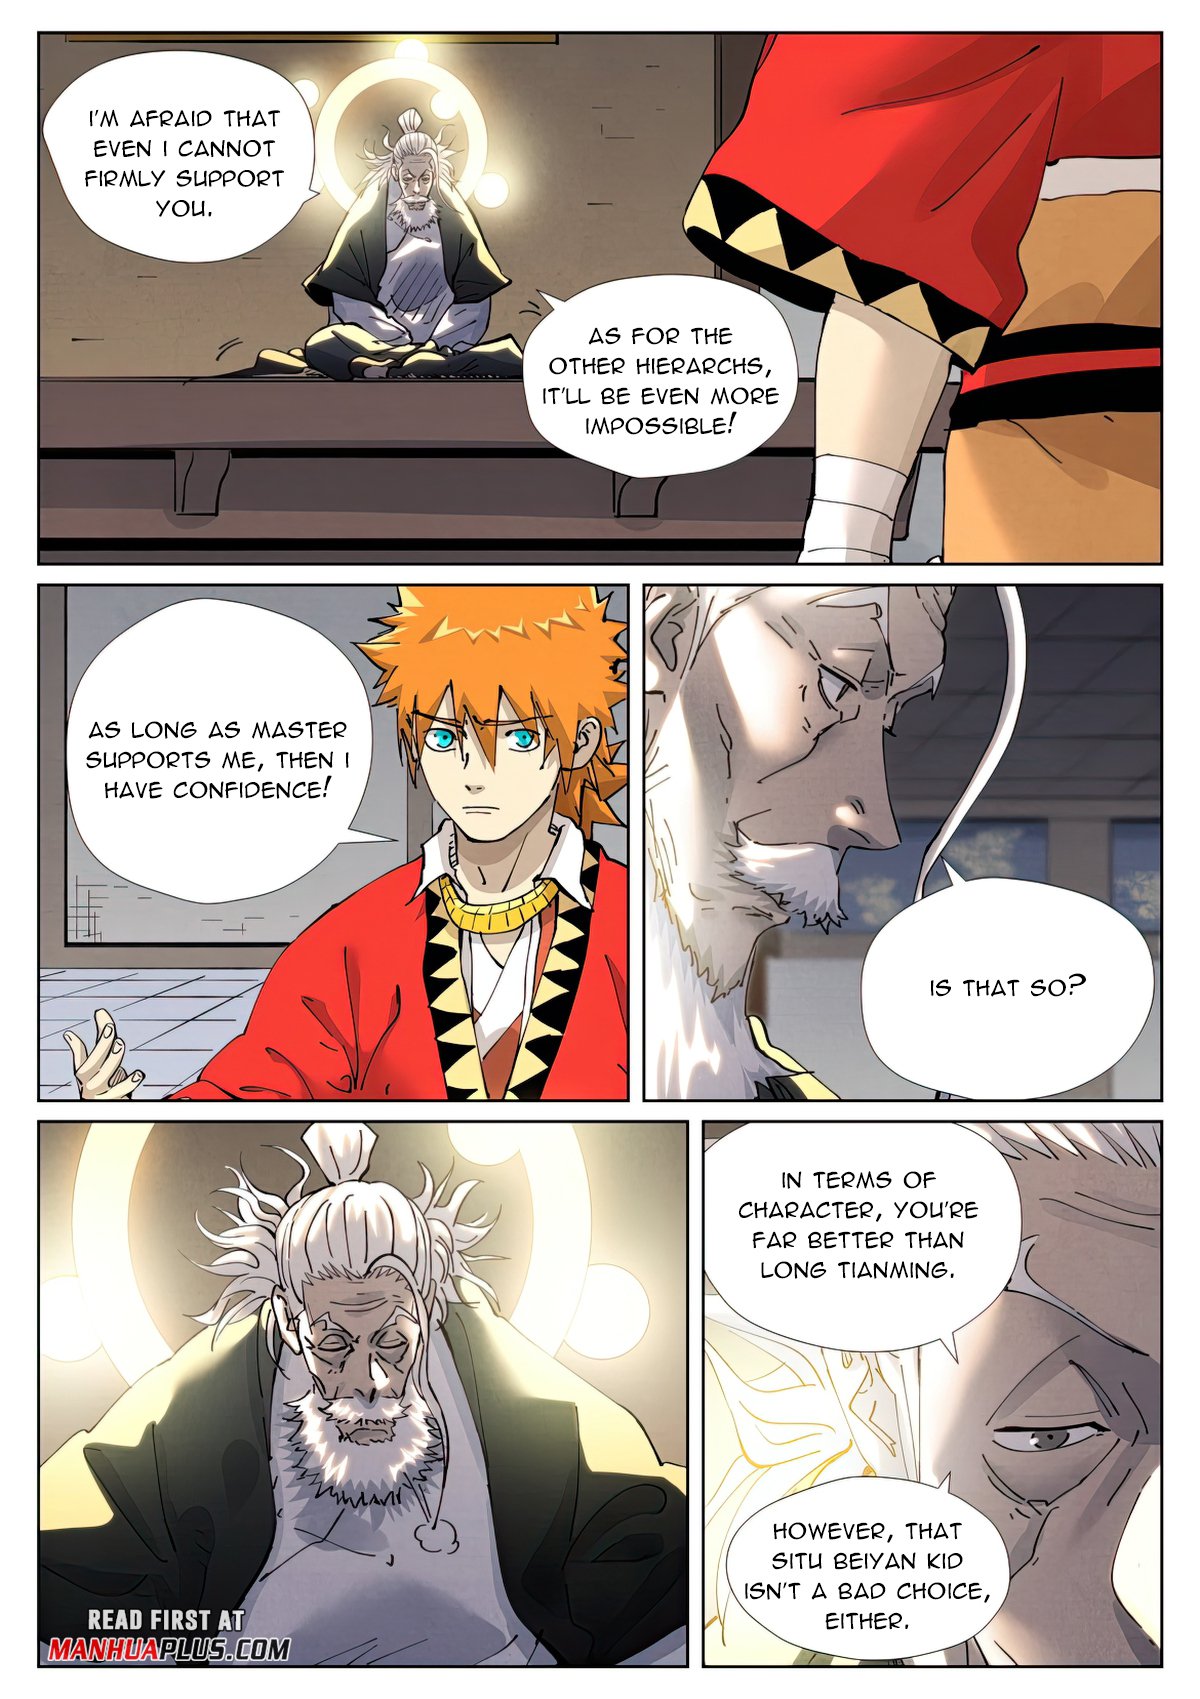 I'M AFRAID THAT
EVEN I CANNOT
FIRMLY SUPPORT
YOU.
AS FOR THE
OTHER HIERARCHS,
IT'LL BE EVEN MORE
IMPOSSIBLE!
AS LONG AS MASTER
SUPPORTS ME, THEN I
HAVE CONFIDENCE!
IS THAT SO?
IN TERMS OF
CHARACTER, YOU'RE
FAR BETTER THAN
LONG TIANMING.
HOWEVER, THAT
SITU BEIYAN KID
ISN'T A BAD CHOICE,
EITHER.
READ FIRST AT
MANHUAPLUS.COM